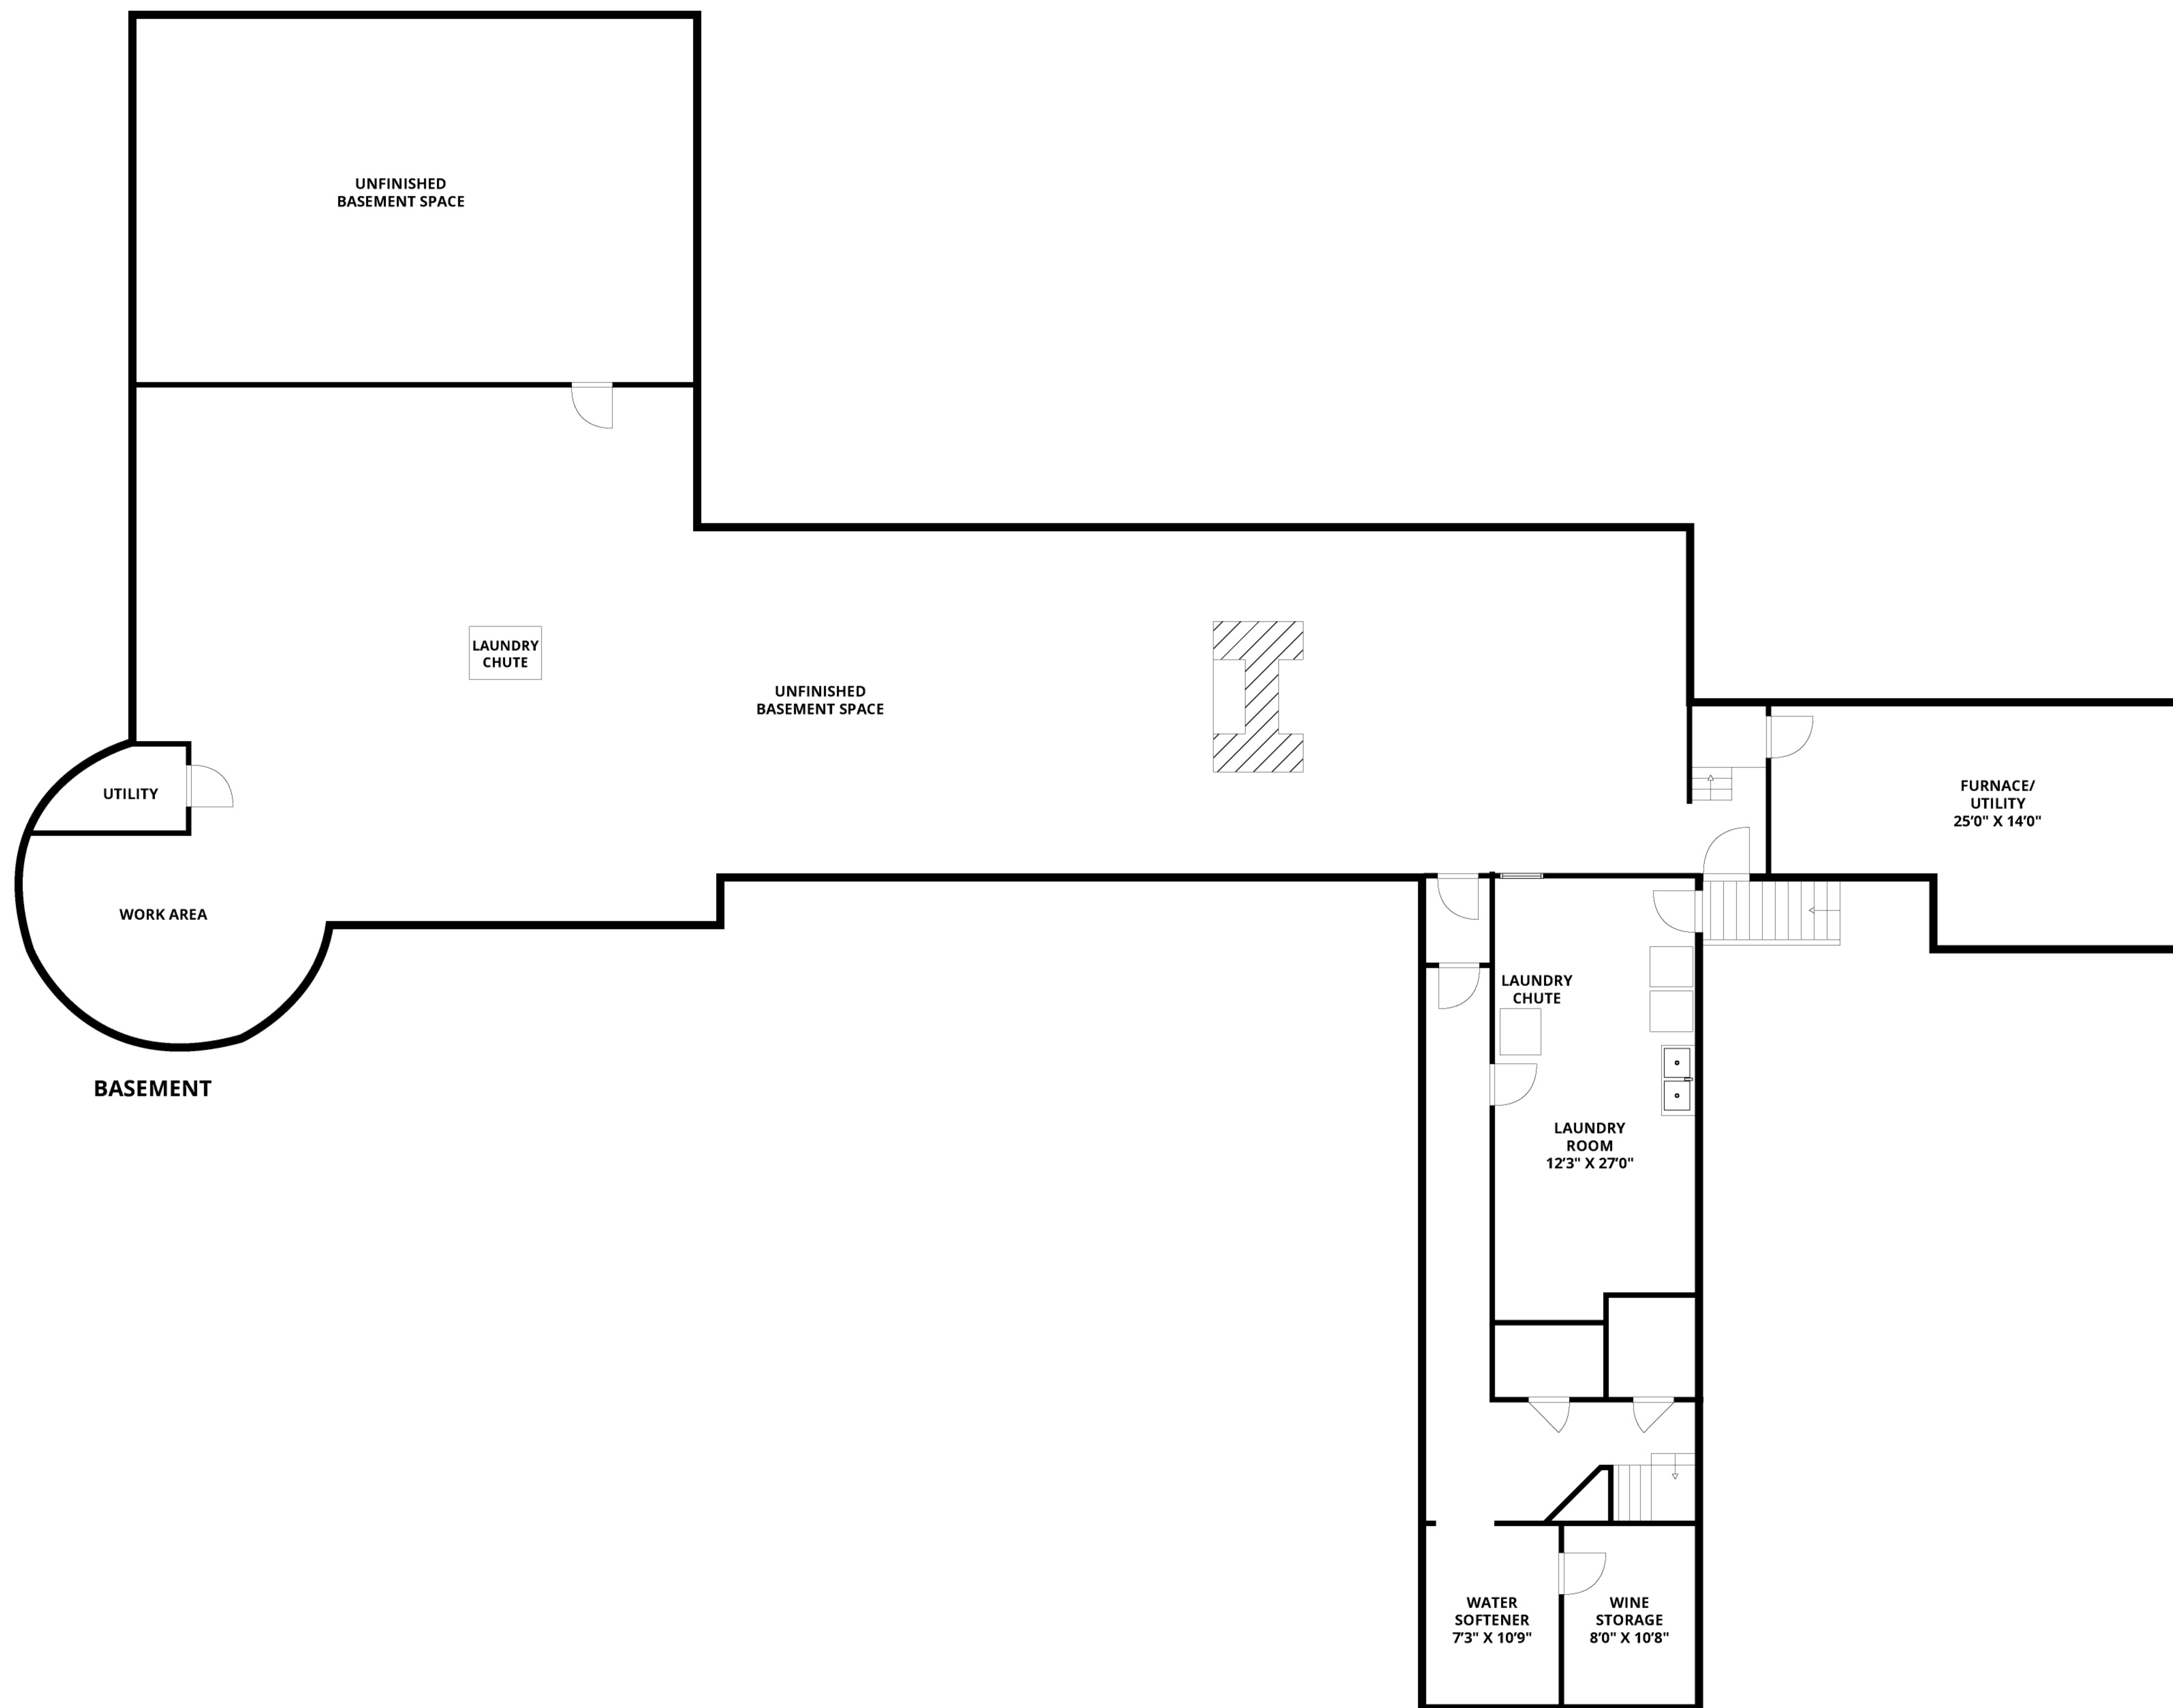 UNFINISHED
BASEMENT SPACE
LAUNDRY
CHUTE
UNFINISHED
BASEMENT SPACE
UTILITY
FURNACE/
UTILITY
25'0" X 14'0"
WORK AREA
LAUNDRY
CHUTE
BASEMENT
LAUNDRY
ROOM
12'3" X 27'0"
WATER
SOFTENER
7'3" X 10'9"
WINE
STORAGE
8'0" X 10'8"